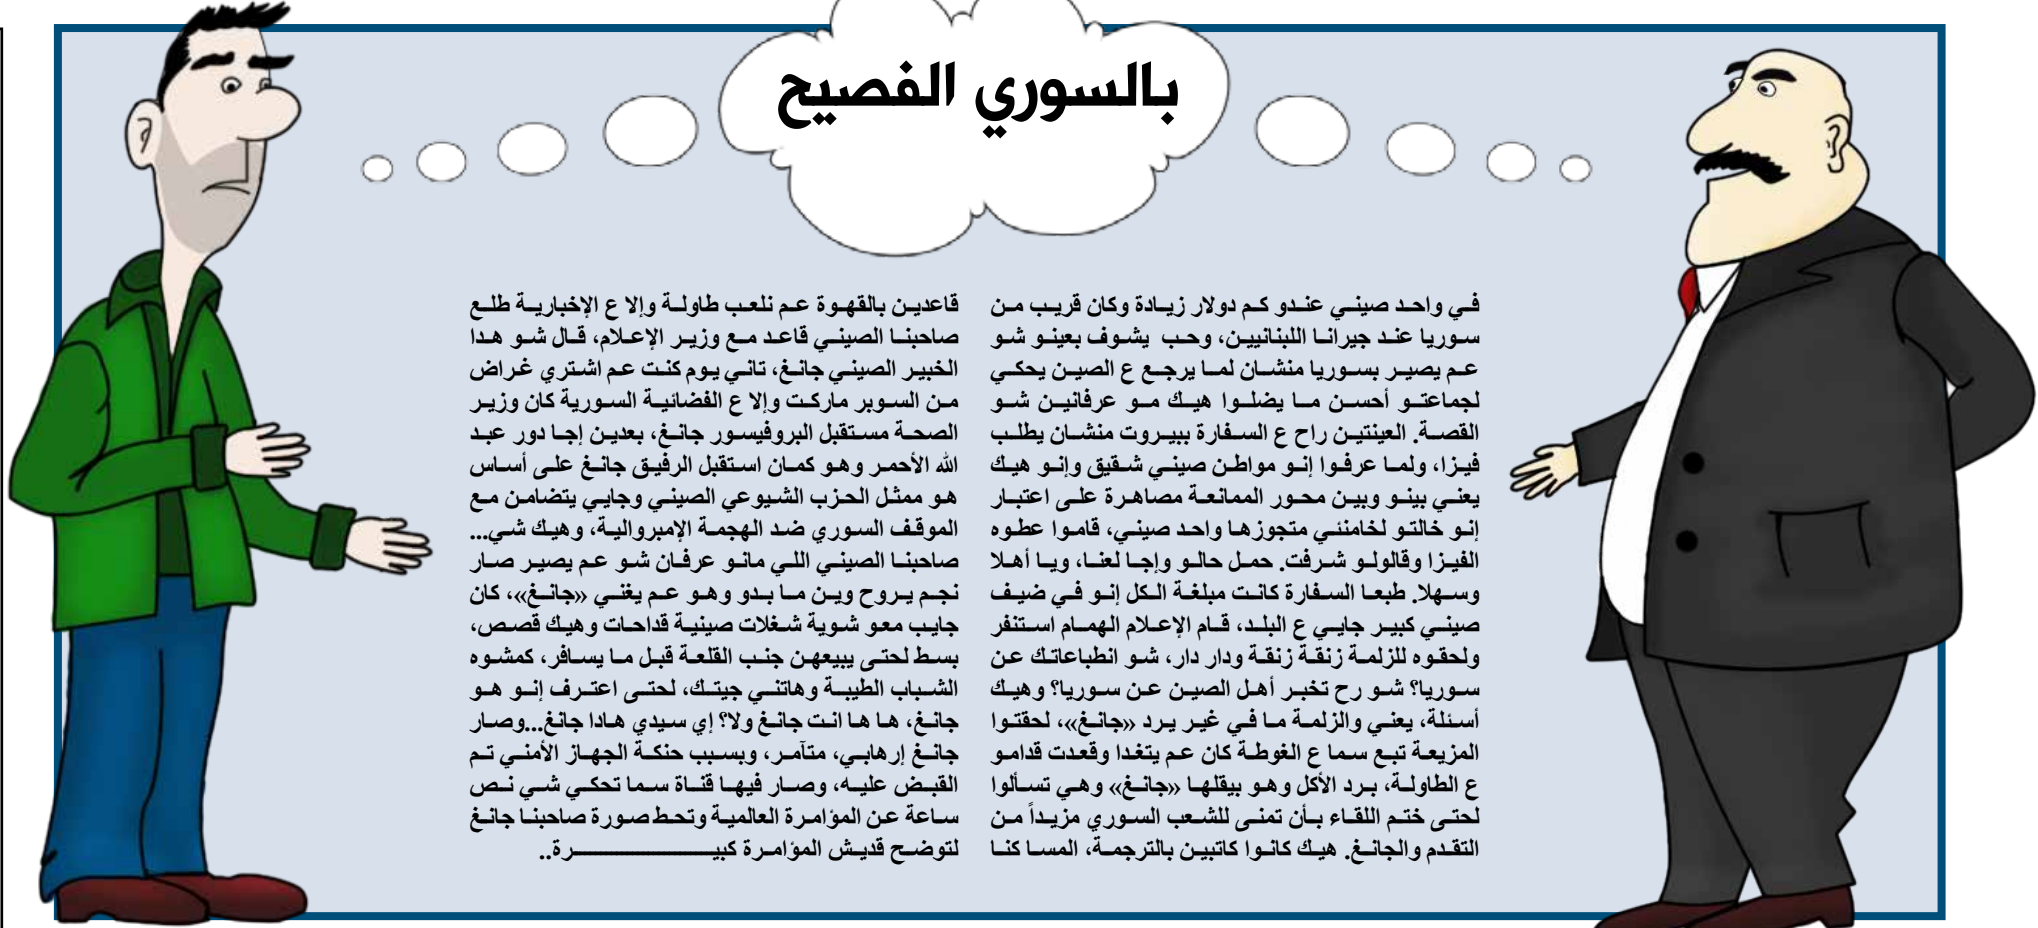 بالسوري الفصيح
في واحد صيني عندو كم دولار زيادة وكان قريب من
سوريا عند جيرانا اللبنانيين، وحب يشوف بعينو شو
عم يصير بسوريا منشان لما يرجع ع الصين يحكي
لجماعتو أحسن ما يضلوا هيك مو عرفانين شو
القصة. العينتين راح ع السفارة ببيروت منشان يطلب
فيزا، ولما عرفوا إنو مواطن صيني شقيق وإنو هيك
يعني بينو وبين محور الممانعة مصاهرة على اعتبار
إنو خالتو لخامنئي متجوزها واحد صيني، قاموا عطوه
الفيزا وقالولو شرفت. حمل حالو وإجا لعنا، ويا أهلا
وسهلا. طبعا السفارة كانت مبلغة الكل إنو في ضيف
صيني كبير جايي ع البلد، قام الإعلام الهمام استنفر
ولحقوه للزلمة زنقة زنقة ودار دار، شو انطباعاتك عن
سوريا؟ شو رح تخبر أهل الصين عن سوريا؟ وهيك
أسئلة، يعني والزلمة ما في غير يرد «جانغ»، لحقتوا
المزيعة تبع سما ع الغوطة كان عم يتغدا وقعدت قدامو
ع الطاولة، برد الأكل وهو بيقلها «جانغ» وهي تسألوا
لحتى ختم اللقاء بأن تمنى للشعب السوري مزيداً من
التقدم والجانغ. هيك كانوا كاتبين بالترجمة، المسا كنا
قاعدين بالقهوة عم نلعب طاولة وإلا ع الإخبارية طلع
صاحبنا الصيني قاعد مع وزير الإعلام، قال شو هدا
الخبير الصيني جانغ، تاني يوم كنت عم اشتري غراض
من السوبر ماركت وإلا ع الفضائية السورية كان وزير
الصحة مستقبل البروفيسور جانغ، بعدين إجا دور عبد
الله الأحمر وهو كمان استقبل الرفيق جانغ على أساس
هو ممثل الحزب الشيوعي الصيني وجايي يتضامن مع
الموقف السوري ضد الهجمة الإمبروالية، وهيك شي...
صاحبنا الصيني اللي مانو عرفان شو عم يصير صار
نجم يروح وين ما بدو وهو عم يغني «جانغ»، كان
جايب معو شوية شغلات صينية قداحات وهيك قصص،
بسط لحتى يبيعهن جنب القلعة قبل ما يسافر، كمشوه
الشباب الطيبة وهاتني جيتك، لحتى اعترف إنو هو
جانغ، ها ها انت جانغ ولا؟ إي سيدي هادا جانغ...وصار
جانغ إرهابي، متآمر، وبسبب حنكة الجهاز الأمني تم
القبض عليه، وصار فيها قناة سما تحكي شي نص
ساعة عن المؤامرة العالمية وتحط صورة صاحبنا جانغ
لتوضح قديش المؤامرة كبيــــــــــــــرة..